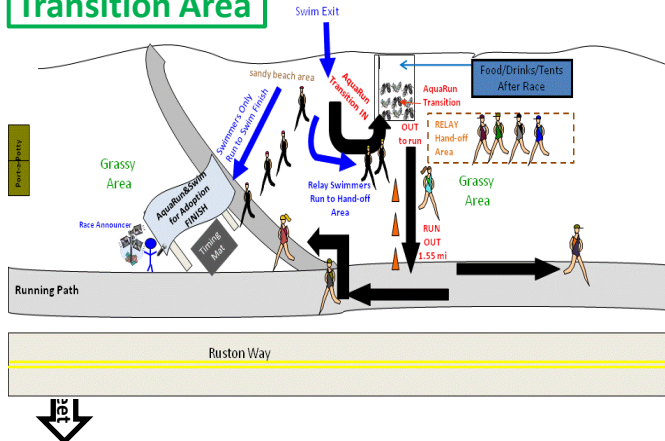 Transition Area
Swim Exit
sandy beach area
AquaRun
Transition IN
Food/Drinks/Tents
After Race
AquaRun
Transition
Swimmers Only
Run to Swim Finish
OUT
to run
RELAY
Hand-off
Area
Port-a-Potty
Grassy
Area
Grassy
Area
Relay Swimmers
Run to Hand-off
Area
AquaRun&Swim
for Adoption
FINISH
Race Announcer
Timing
Mat
RUN
OUT
1.55 mi
Running Path
Ruston Way